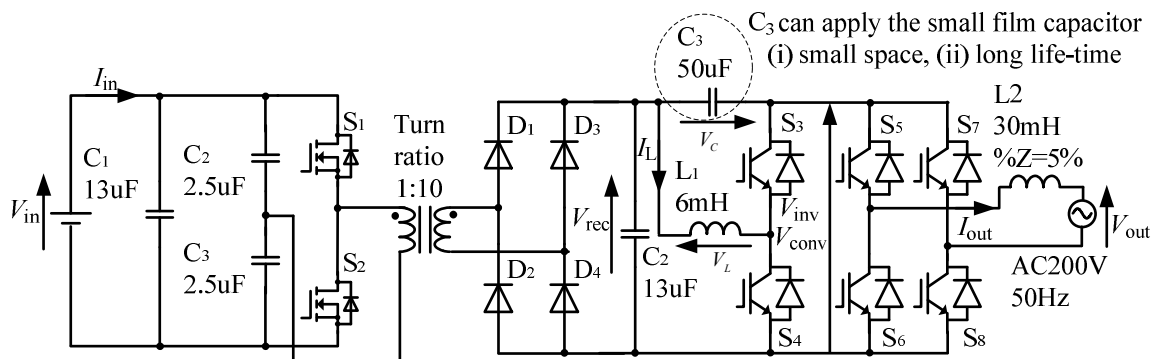 C3 can apply the small film capacitor
(i) small space, (ii) long life-time
C3
50uF
Iin
Vin
C1
13uF
C2
2.5uF
C3
2.5uF
S1
S2
Turn
ratio
1:10
D1
D3
D2
D4
Vrec
C2
13uF
VC
IL
L1
6mH
VL
S3
Vinv
Vconv
S4
S5
S7
S6
S8
L2
30mH
%Z=5%
Iout
Vout
AC200V
50Hz